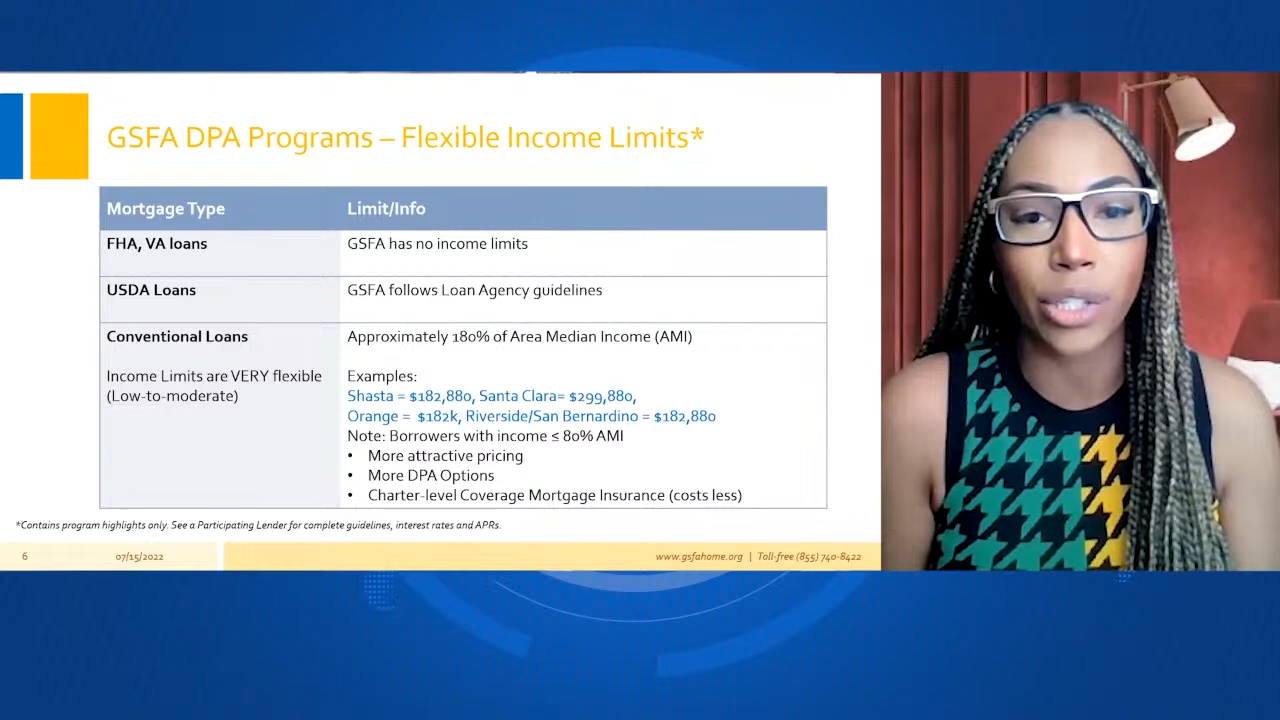 GSFA DPA Programs – Flexible Income Limits*
Mortgage Type
Limit/Info
FHA, VA loans
GSFA has no income limits
USDA Loans
GSFA follows Loan Agency guidelines
Conventional Loans
Approximately 180% of Area Median Income (AMI)
Income Limits are VERY flexible
(Low-to-moderate)
Examples:
Shasta = $182,880, Santa Clara= $299,880,
Orange = $182k, Riverside/San Bernardino = $182,880
Note: Borrowers with income ≤ 80% AMI
• More attractive pricing
• More DPA Options
• Charter-level Coverage Mortgage Insurance (costs less)
*Contains program highlights only. See a Participating Lender for complete guidelines, interest rates and APRs.
6
07/15/2022
www.gsfahome.org | Toll-free (855) 740-8422